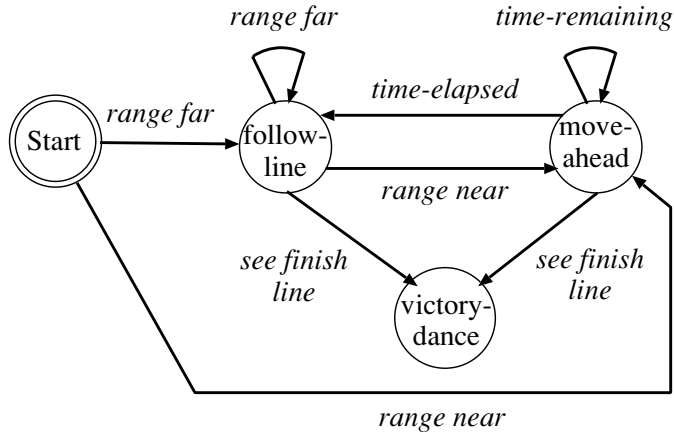 range far
time-remaining
range far
time-elapsed
Start
follow-
line
move-
ahead
range near
see finish
line
see finish
line
victory-
dance
range near